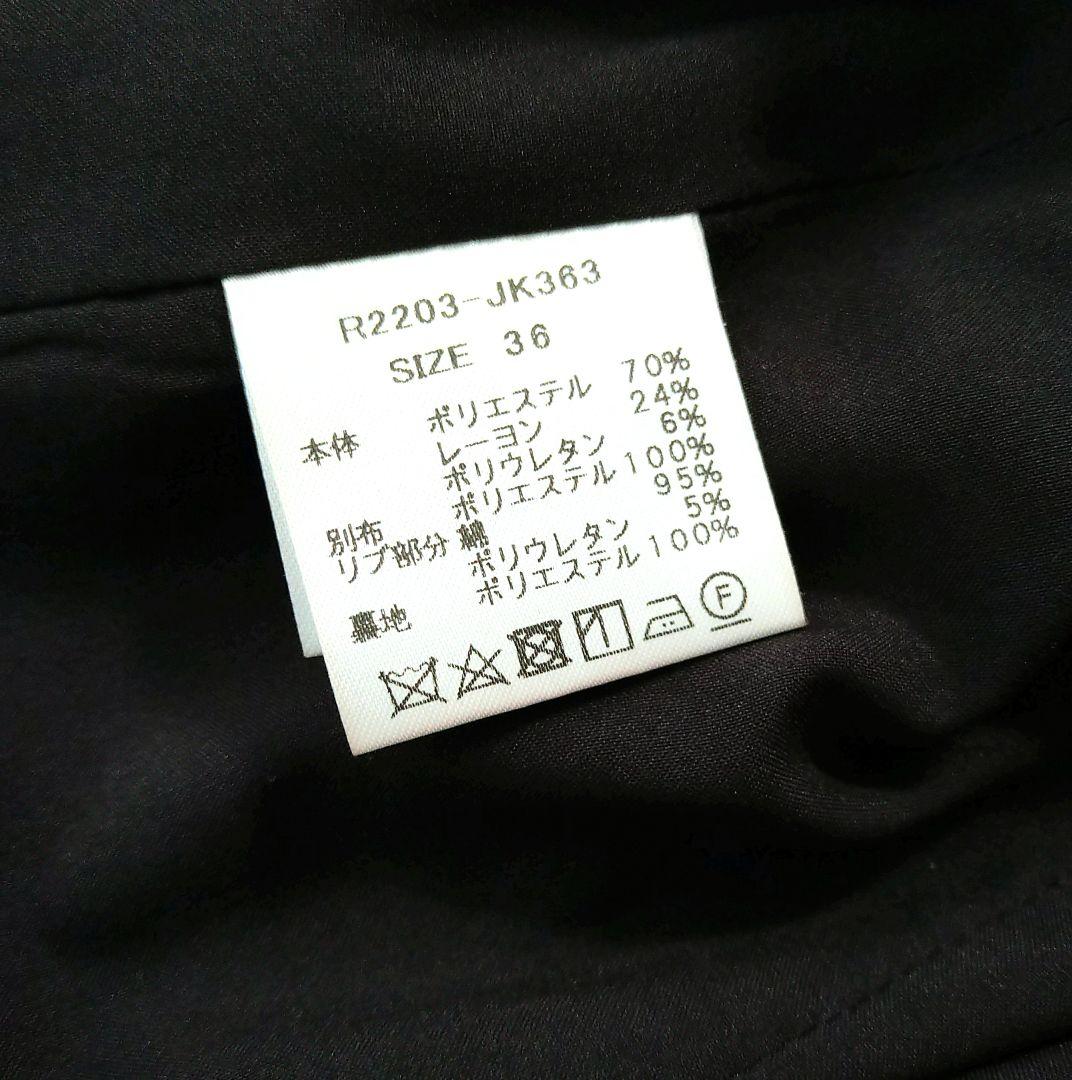 R2203-JK363
SIZE 36
本体 ポリエステル 70%
レーヨン 24%
ポリウレタン 6%
別布 ポリエステル 100%
リブ部分 綿 95%
ポリウレタン 5%
裏地 ポリエステル 100%
F